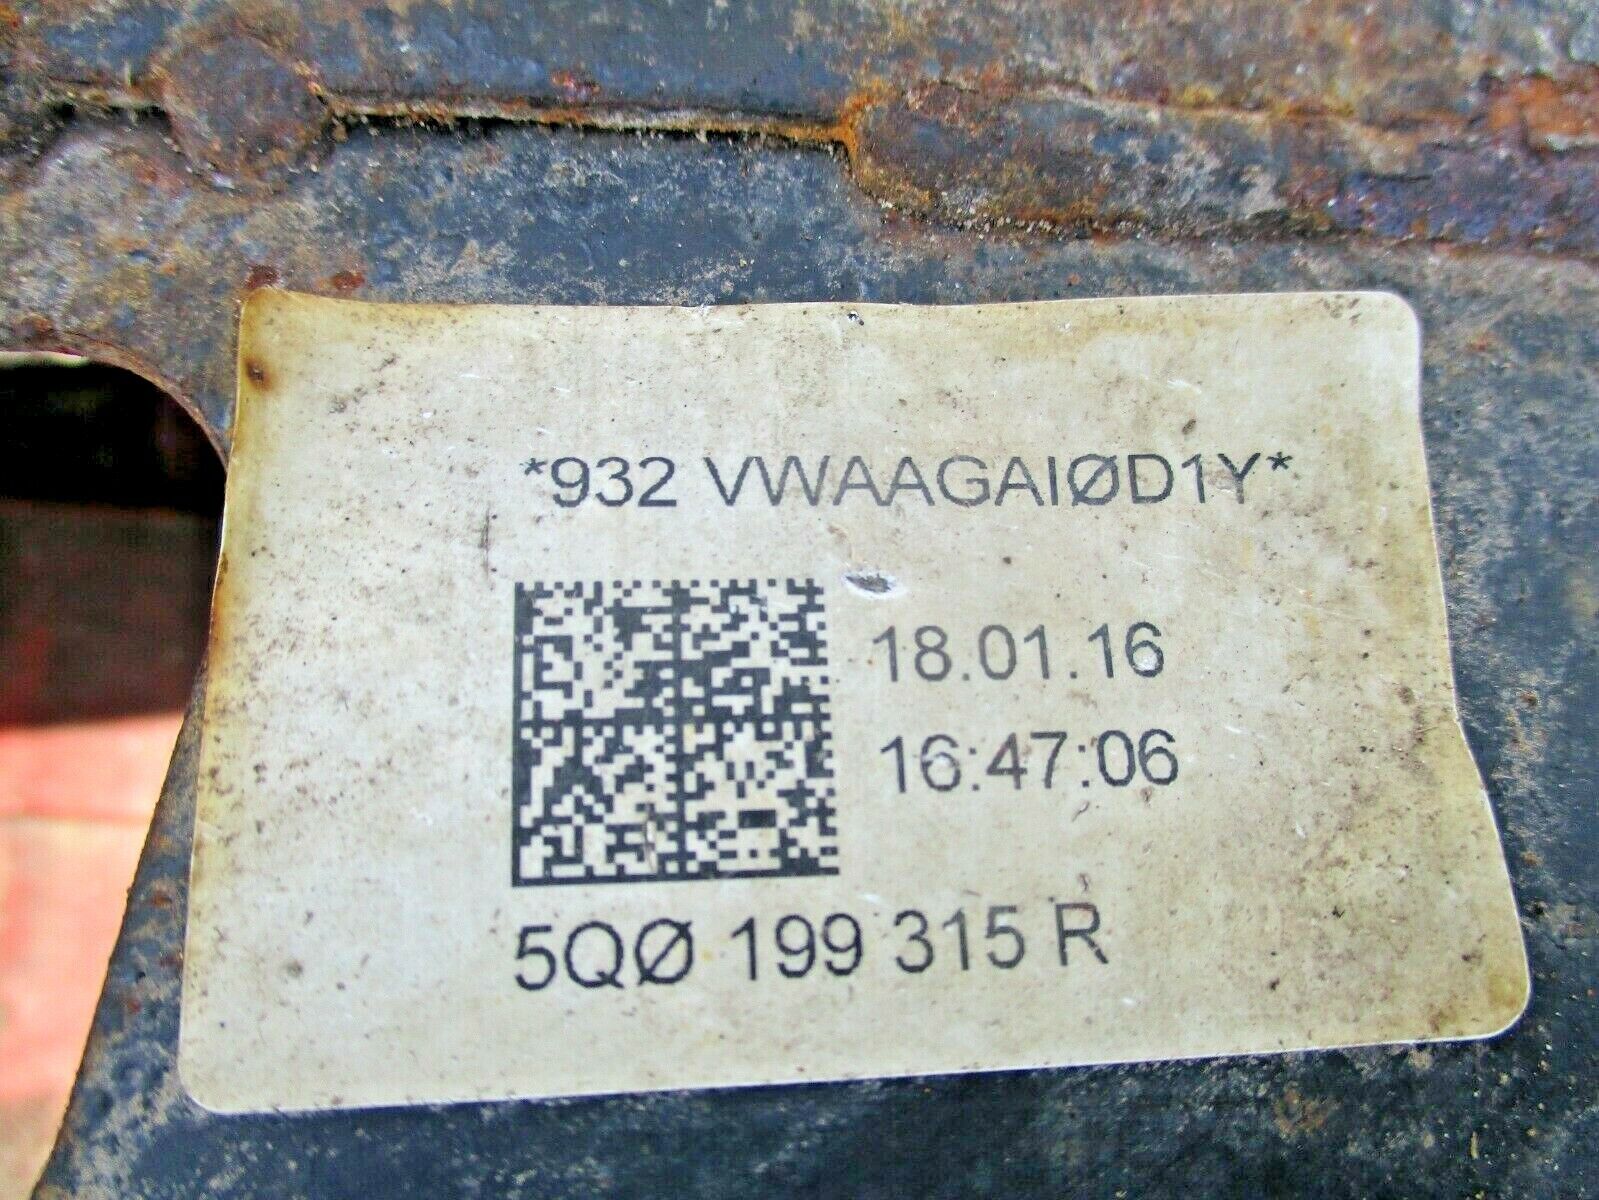 *932 VWAAGAIØD1Y*
18.01.16
16:47:06
5QØ 199 315 R